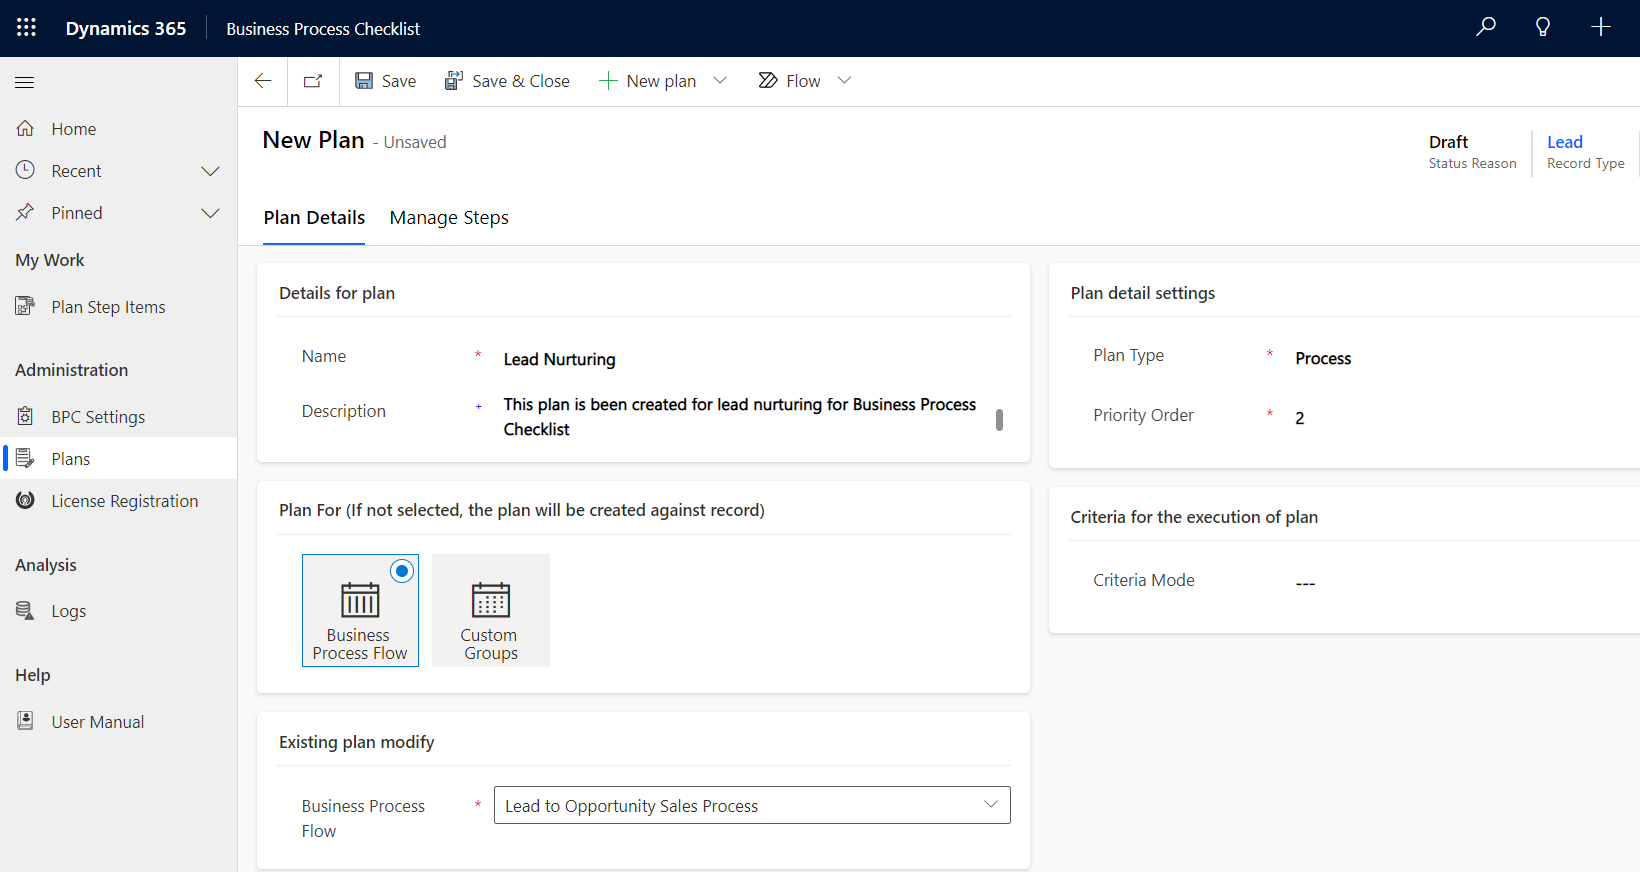 Dynamics 365
Business Process Checklist
Save
Save & Close
New plan
Flow
Home
Recent
Pinned
My Work
Plan Step Items
Administration
BPC Settings
Plans
License Registration
Analysis
Logs
Help
User Manual
New Plan - Unsaved
Draft
Status Reason
Lead
Record Type
Plan Details
Manage Steps
Details for plan
Name * Lead Nurturing
Description + This plan is been created for lead nurturing for Business Process
Checklist
Plan For (If not selected, the plan will be created against record)
Business
Process Flow
Custom
Groups
Existing plan modify
Business Process
Flow
* Lead to Opportunity Sales Process
Plan detail settings
Plan Type * Process
Priority Order * 2
Criteria for the execution of plan
Criteria Mode ---